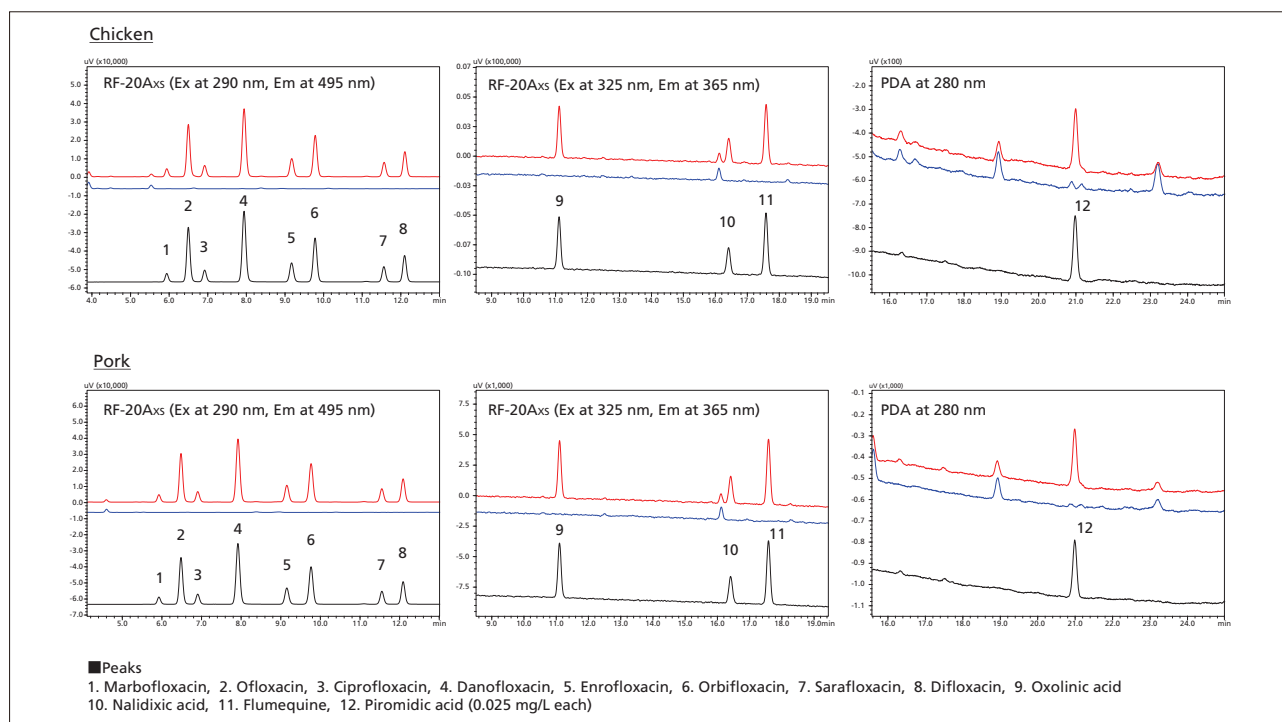 Chicken
uV (x10,000)
RF-20Axs (Ex at 290 nm, Em at 495 nm)
5.0
4.0
3.0
2.0
1.0
0.0
-1.0
-2.0
-3.0
-4.0
-5.0
-6.0
1 2 3 4 5 6 7 8
4.0 5.0 6.0 7.0 8.0 9.0 10.0 11.0 12.0 min
uV (x100,000)
RF-20Axs (Ex at 325 nm, Em at 365 nm)
0.07
0.05
0.03
0.00
-0.03
-0.05
-0.07
-0.10
9 10 11
9.0 10.0 11.0 12.0 13.0 14.0 15.0 16.0 17.0 18.0 19.0 min
uV (x100)
PDA at 280 nm
-2.0
-3.0
-4.0
-5.0
-6.0
-7.0
-8.0
-9.0
-10.0
12
16.0 17.0 18.0 19.0 20.0 21.0 22.0 23.0 24.0 min
Pork
uV (x10,000)
RF-20Axs (Ex at 290 nm, Em at 495 nm)
6.0
5.0
4.0
3.0
2.0
1.0
0.0
-1.0
-2.0
-3.0
-4.0
-5.0
-6.0
-7.0
1 2 3 4 5 6 7 8
5.0 6.0 7.0 8.0 9.0 10.0 11.0 12.0 min
uV (x1,000)
RF-20Axs (Ex at 325 nm, Em at 365 nm)
7.5
5.0
2.5
0.0
-2.5
-5.0
-7.5
9 10 11
9.0 10.0 11.0 12.0 13.0 14.0 15.0 16.0 17.0 18.0 19.0 min
uV (x1,000)
PDA at 280 nm
-0.3
-0.4
-0.5
-0.6
-0.7
-0.8
-0.9
-1.0
-1.1
12
16.0 17.0 18.0 19.0 20.0 21.0 22.0 23.0 24.0 min
■Peaks
1. Marbofloxacin, 2. Ofloxacin, 3. Ciprofloxacin, 4. Danofloxacin, 5. Enrofloxacin, 6. Orbifloxacin, 7. Sarafloxacin, 8. Difloxacin, 9. Oxolinic acid
10. Nalidixic acid, 11. Flumequine, 12. Piromidic acid (0.025 mg/L each)